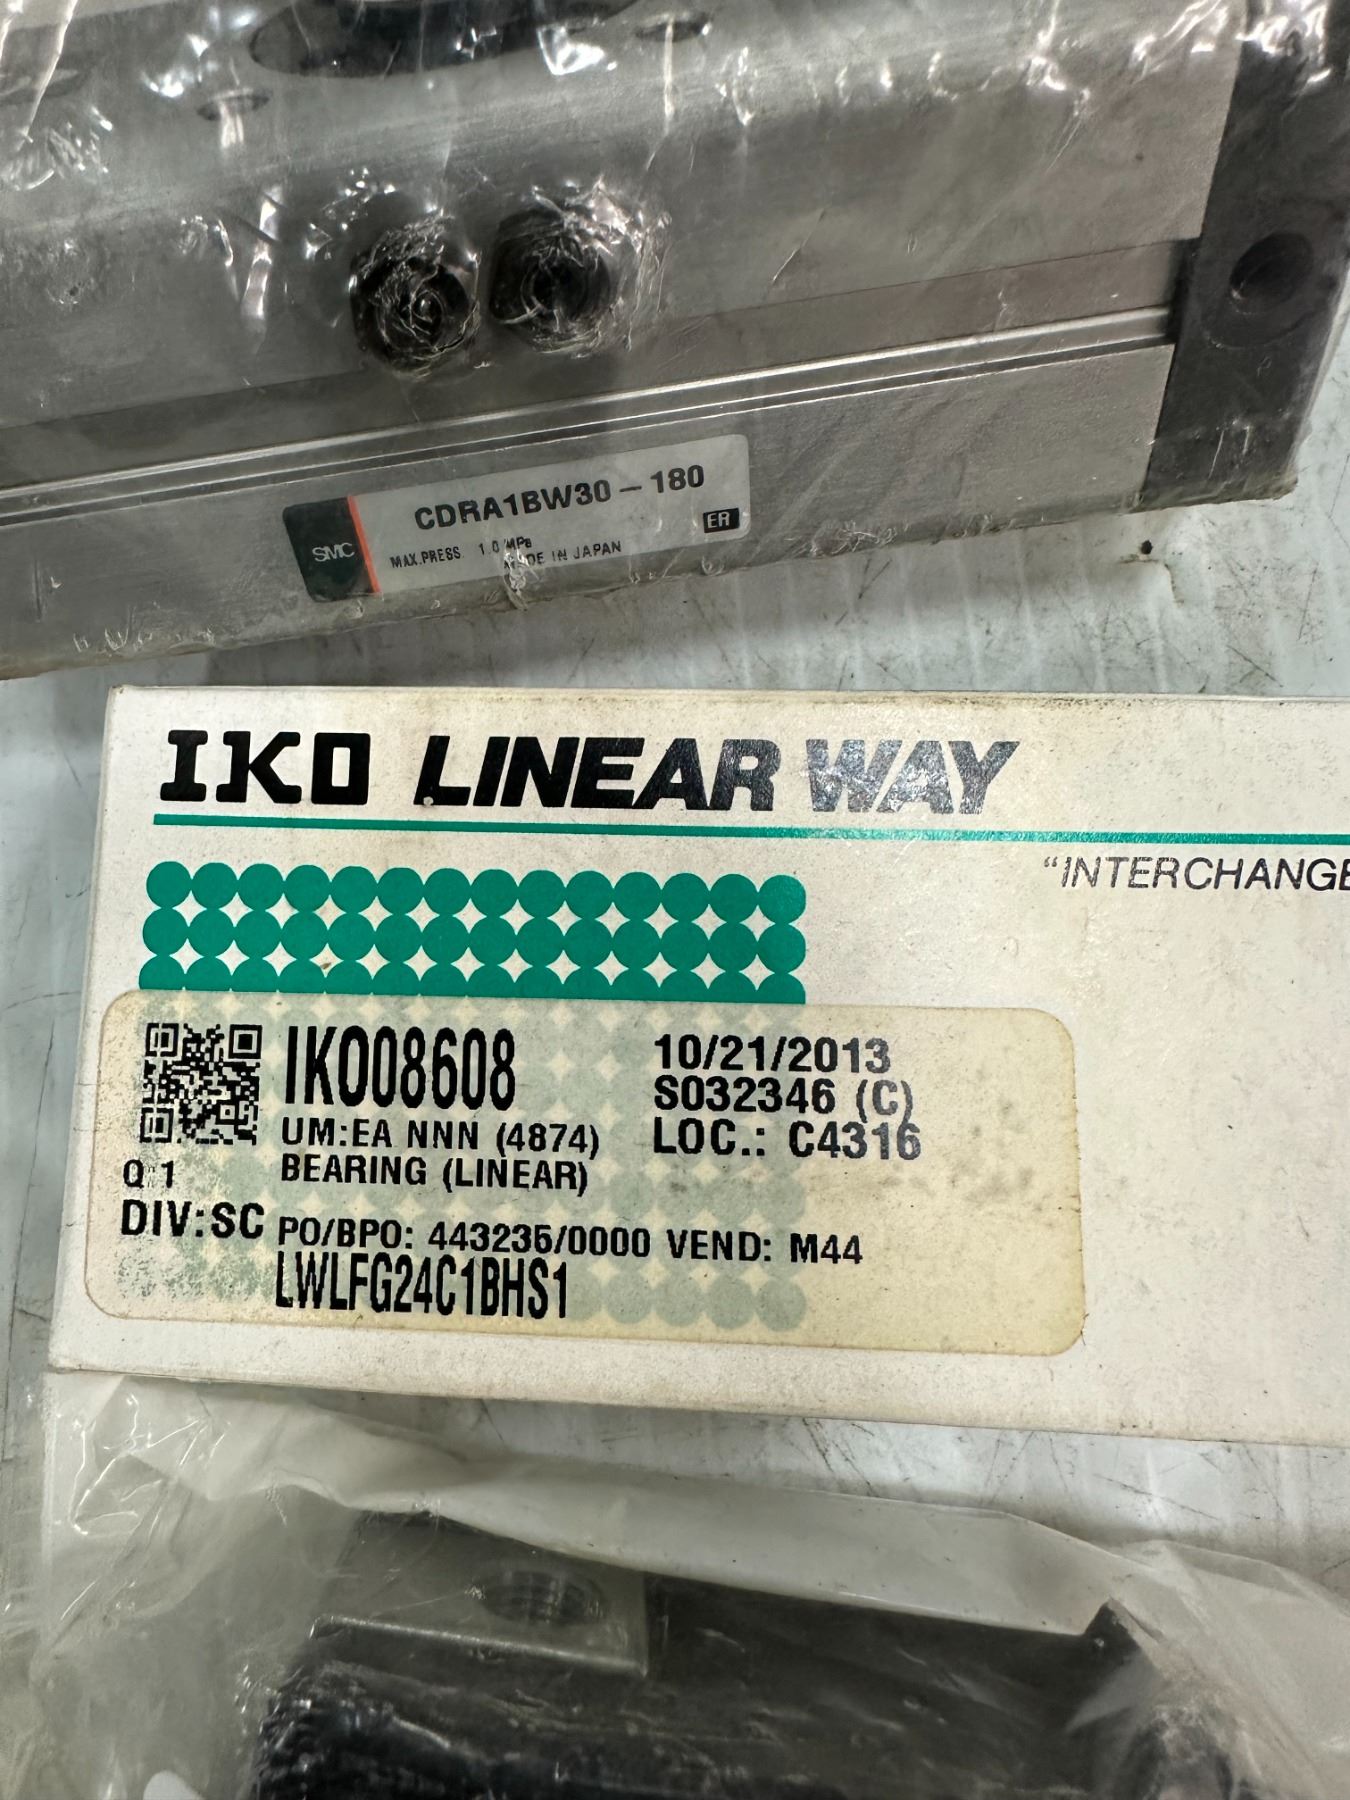 CDRA1BW30-180
SMC
MAX.PRESS. 1.0 MPa
ER
MADE IN JAPAN
IKO LINEAR WAY
"INTERCHANGE
IKO08608
10/21/2013
S032346 (C)
UM:EA NNN (4874)
LOC.: C4316
Q 1
BEARING (LINEAR)
DIV:SC
PO/BPO: 443235/0000 VEND: M44
LWLFG24C1BHS1